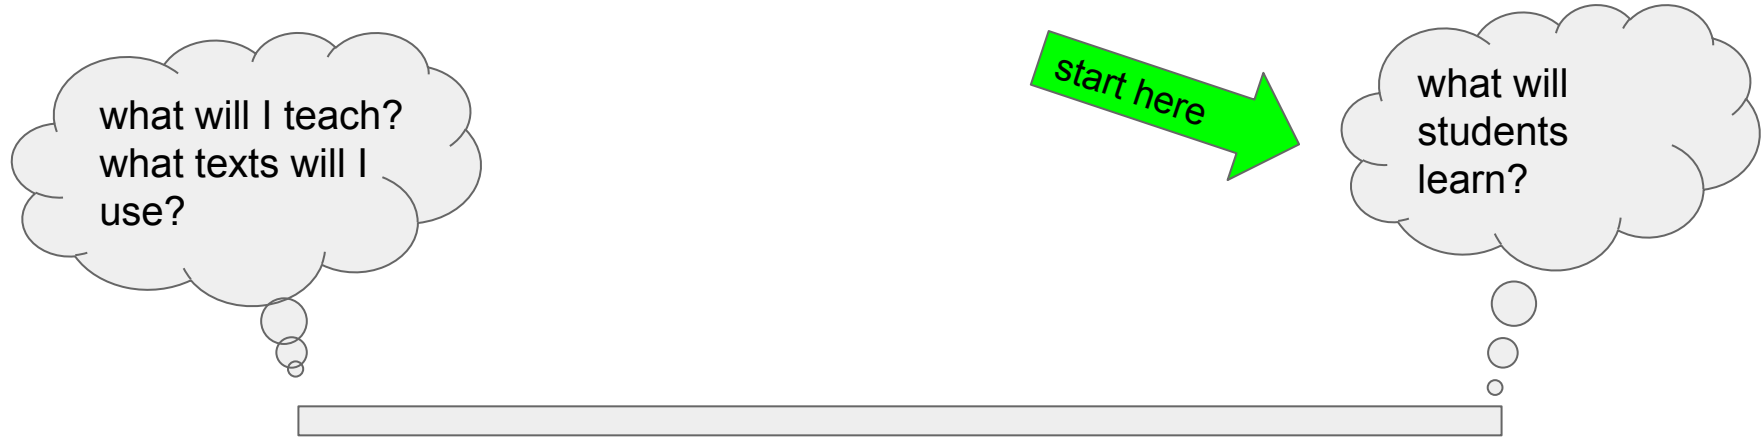 what will I teach?
what texts will I
use?
start here
what will
students
learn?